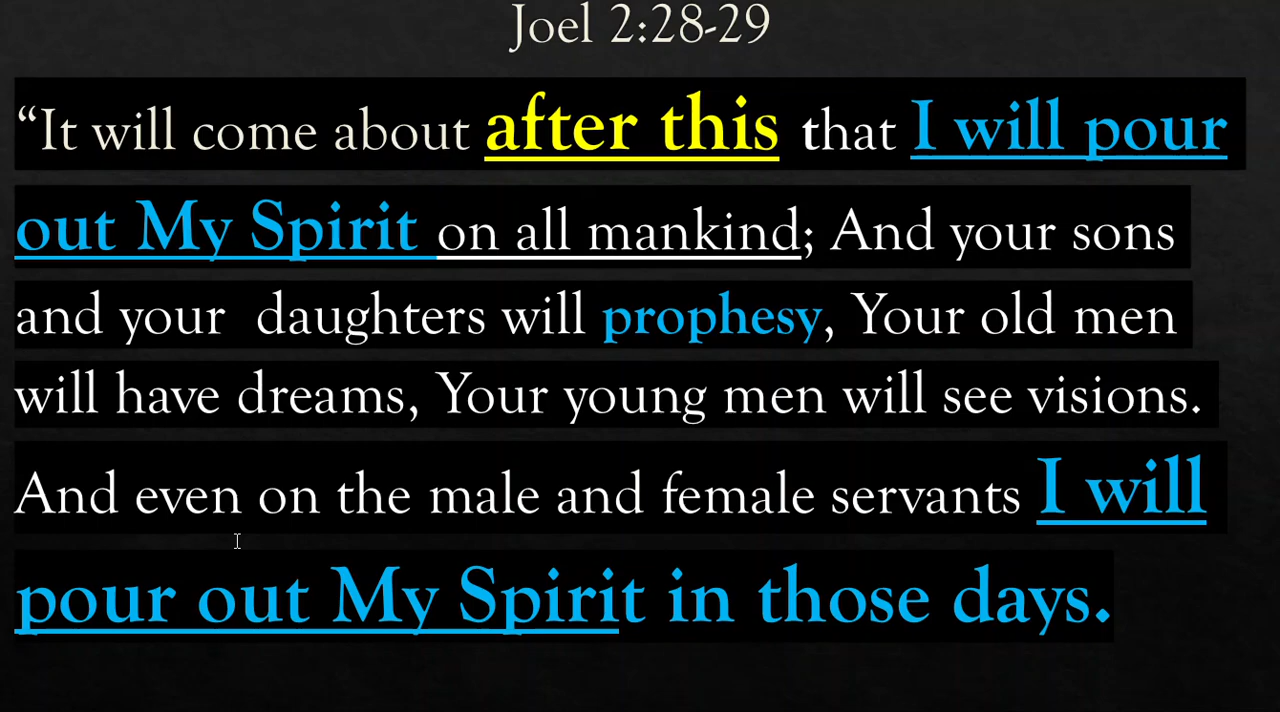 Joel 2:28-29
“It will come about after this that I will pour
out My Spirit on all mankind; And your sons
and your  daughters will prophesy, Your old men
will have dreams, Your young men will see visions.
And even on the male and female servants I will
pour out My Spirit in those days.